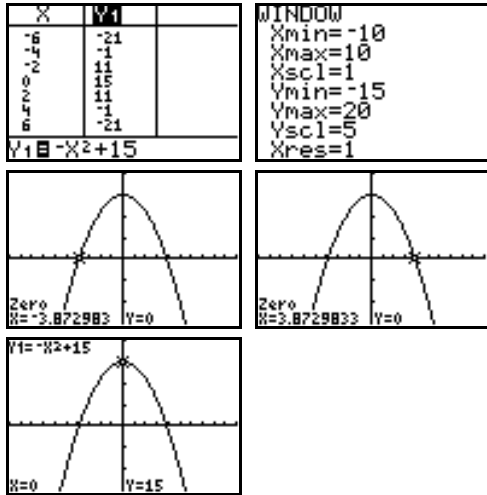 X Y1
-6 -21
-4 -1
-2 11
0 15
2 11
4 -1
6 -21
Y1=-X²+15
WINDOW
Xmin=-10
Xmax=10
Xscl=1
Ymin=-15
Ymax=20
Yscl=5
Xres=1
Zero
X=-3.872983 Y=0
Zero
X=3.8729833 Y=0
Y1=-X2+15
X=0 Y=15